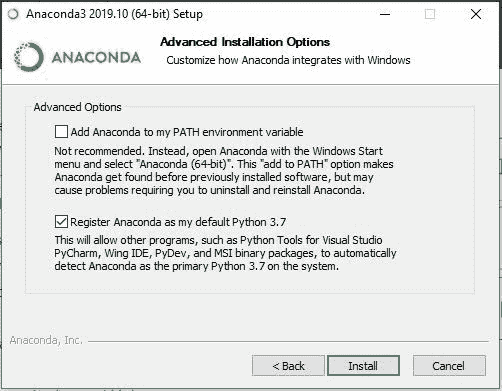 Anaconda3 2019.10 (64-bit) Setup
Advanced Installation Options
Customize how Anaconda integrates with Windows
ANACONDA
Advanced Options
Add Anaconda to my PATH environment variable
Not recommended. Instead, open Anaconda with the Windows Start
menu and select "Anaconda (64-bit)". This "add to PATH" option makes
Anaconda get found before previously installed software, but may
cause problems requiring you to uninstall and reinstall Anaconda.
Register Anaconda as my default Python 3.7
This will allow other programs, such as Python Tools for Visual Studio
PyCharm, Wing IDE, PyDev, and MSI binary packages, to automatically
detect Anaconda as the primary Python 3.7 on the system.
Anaconda, Inc.
< Back
Install
Cancel